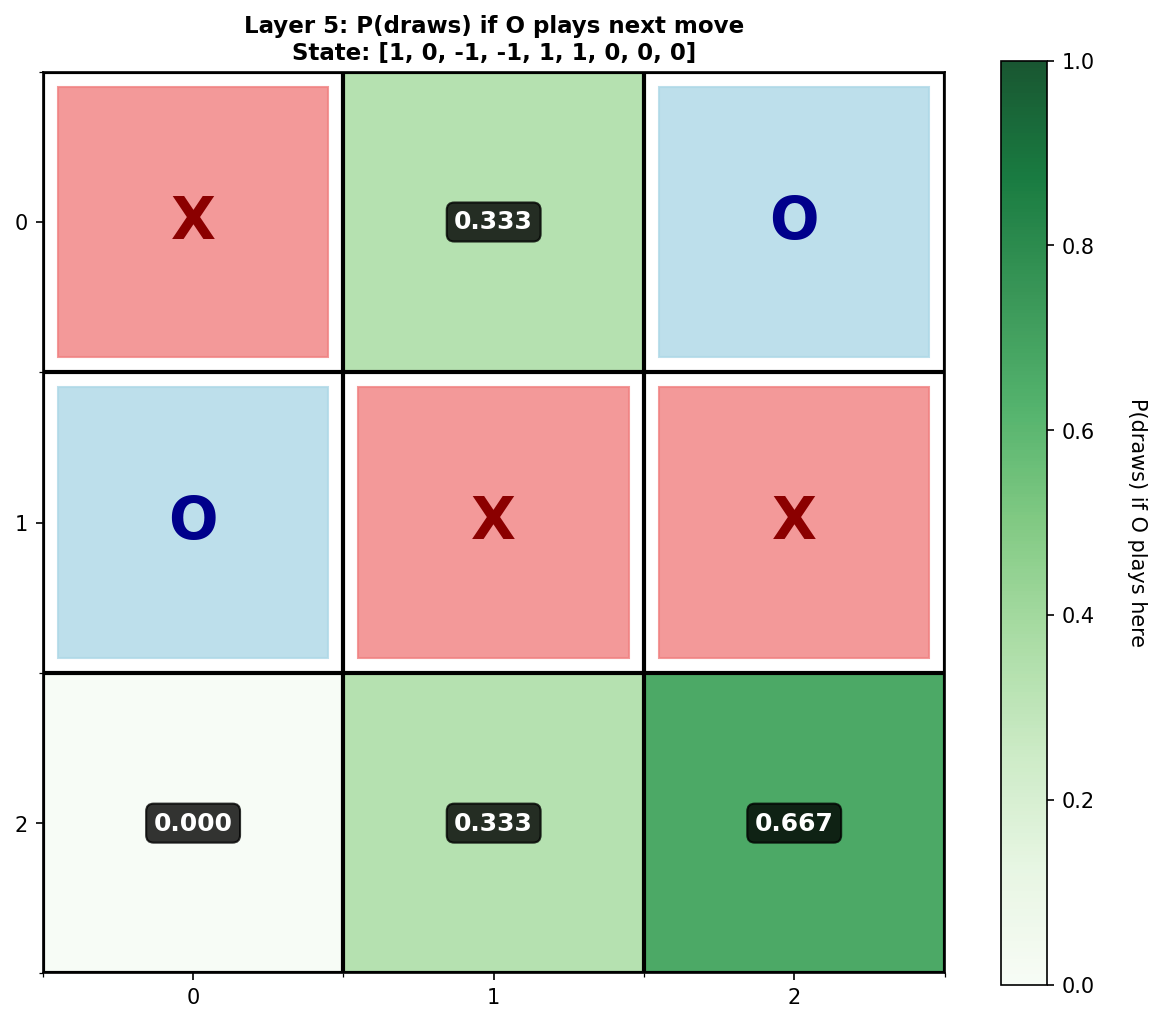 Layer 5: P(draws) if O plays next move
State: [1, 0, -1, -1, 1, 1, 0, 0, 0]
X
0.333
O
O
X
X
0.000
0.333
0.667
0
1
2
0
1
2
1.0
0.8
0.6
0.4
0.2
0.0
P(draws) if O plays here